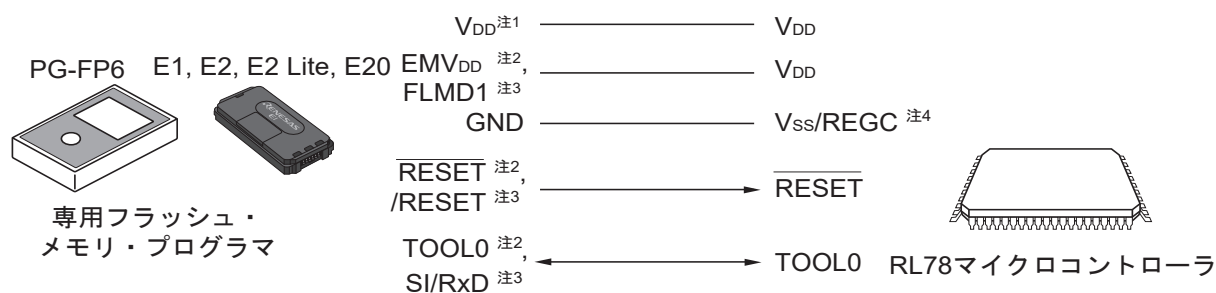 VDD注1 VDD
PG-FP6 E1, E2, E2 Lite, E20 EMVDD 注2, VDD
FLMD1 注3
GND VSS/REGC 注4
RENESAS
RESET 注2, RESET
/RESET 注3
専用フラッシュ・
メモリ・プログラマ
TOOL0 注2, TOOL0 RL78マイクロコントローラ
SI/RxD 注3